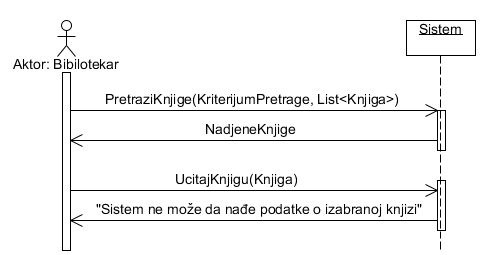 Sistem
Aktor: Bibilotekar
PretraziKnjige(KriterijumPretrage, List<Knjiga>)
NadjeneKnjige
UcitajKnjigu(Knjiga)
"Sistem ne može da nađe podatke o izabranoj knjizi"